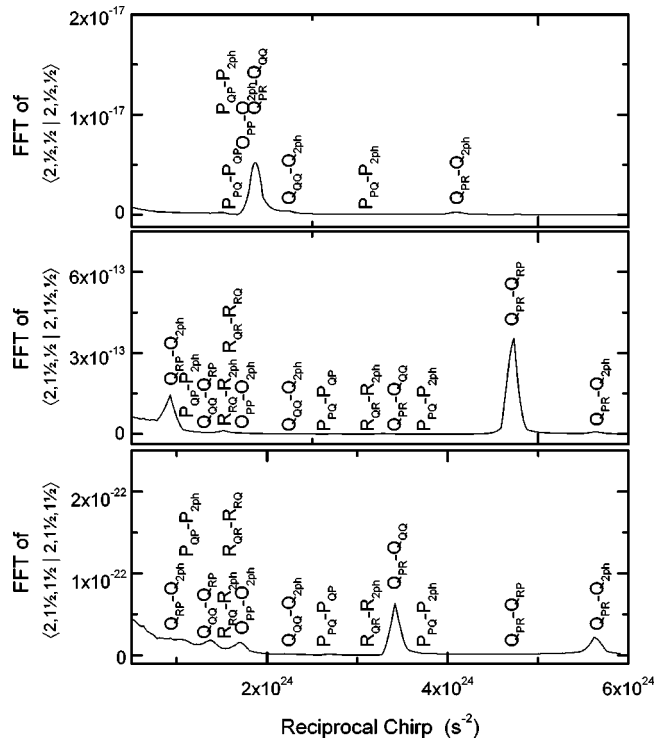 FFT of
⟨2,½,½ | 2,½,½⟩
2x10⁻¹⁷
1x10⁻¹⁷
0
P_QP-P_2ph
P_PQ-P_QP
O_PP-O_2ph
Q_PR-Q_QQ
Q_QQ-Q_2ph
P_PQ-P_2ph
Q_PR-Q_2ph
FFT of
⟨2,1½,½ | 2,1½,½⟩
6x10⁻¹³
3x10⁻¹³
0
Q_RP-Q_2ph
P_QP-P_2ph
Q_QQ-Q_RP
R_QR-R_RQ
R_RQ-R_2ph
O_PP-O_2ph
Q_QQ-Q_2ph
P_PQ-P_QP
R_QR-R_2ph
Q_PR-Q_QQ
P_PQ-P_2ph
Q_PR-Q_RP
Q_PR-Q_2ph
FFT of
⟨2,1½,1½ | 2,1½,1½⟩
2x10⁻²²
1x10⁻²²
0
Q_RP-Q_2ph
P_QP-P_2ph
Q_QQ-Q_RP
R_QR-R_RQ
R_RQ-R_2ph
O_PP-O_2ph
Q_QQ-Q_2ph
P_PQ-P_QP
R_QR-R_2ph
Q_PR-Q_QQ
P_PQ-P_2ph
Q_PR-Q_RP
Q_PR-Q_2ph
2x10²⁴ 4x10²⁴ 6x10²⁴
Reciprocal Chirp (s⁻²)